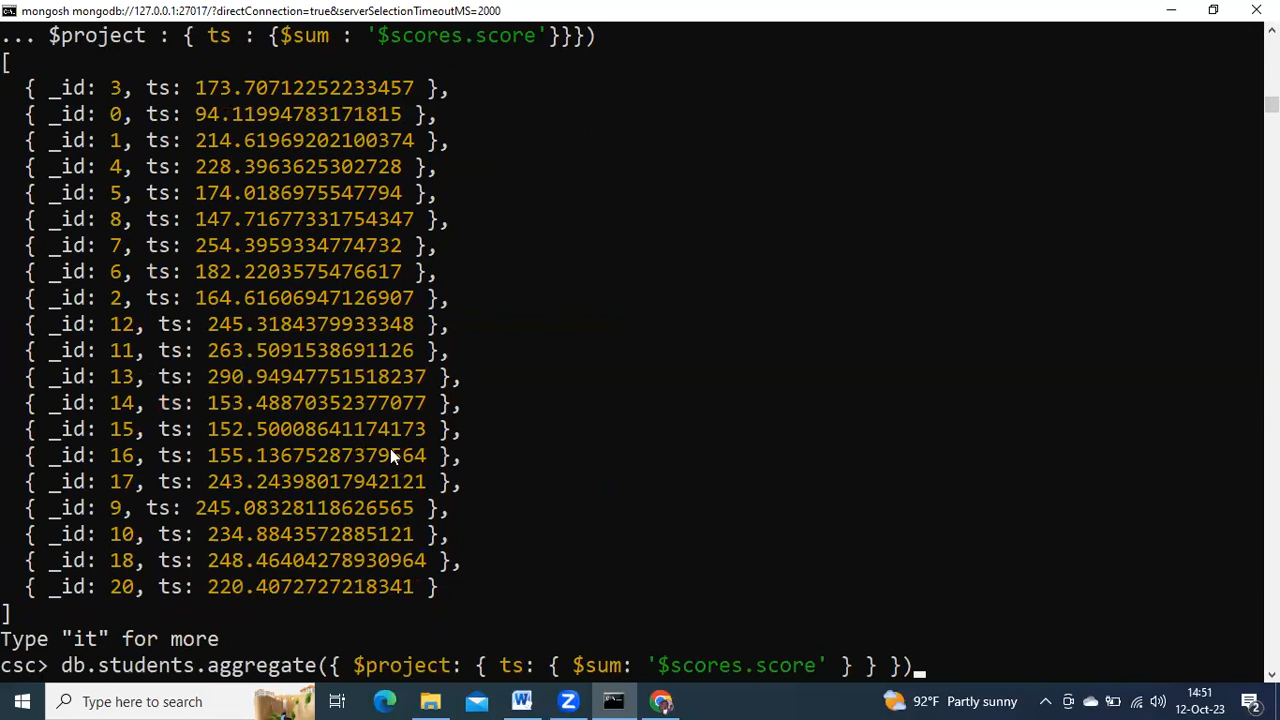 mongosh mongodb://127.0.0.1:27017/?directConnection=true&serverSelectionTimeoutMS=2000
... $project : { ts : {$sum : '$scores.score'}}})
[
{ _id: 3, ts: 173.70712252233457 },
{ _id: 0, ts: 94.11994783171815 },
{ _id: 1, ts: 214.61969202100374 },
{ _id: 4, ts: 228.3963625302728 },
{ _id: 5, ts: 174.0186975547794 },
{ _id: 8, ts: 147.71677331754347 },
{ _id: 7, ts: 254.3959334774732 },
{ _id: 6, ts: 182.2203575476617 },
{ _id: 2, ts: 164.61606947126907 },
{ _id: 12, ts: 245.3184379933348 },
{ _id: 11, ts: 263.5091538691126 },
{ _id: 13, ts: 290.94947751518237 },
{ _id: 14, ts: 153.48870352377077 },
{ _id: 15, ts: 152.50008641174173 },
{ _id: 16, ts: 155.13675287379564 },
{ _id: 17, ts: 243.24398017942121 },
{ _id: 9, ts: 245.08328118626565 },
{ _id: 10, ts: 234.8843572885121 },
{ _id: 18, ts: 248.46404278930964 },
{ _id: 20, ts: 220.4072727218341 }
]
Type "it" for more
csc> db.students.aggregate({ $project: { ts: { $sum: '$scores.score' } } })
Type here to search
92°F Partly sunny
14:51
12-Oct-23
2